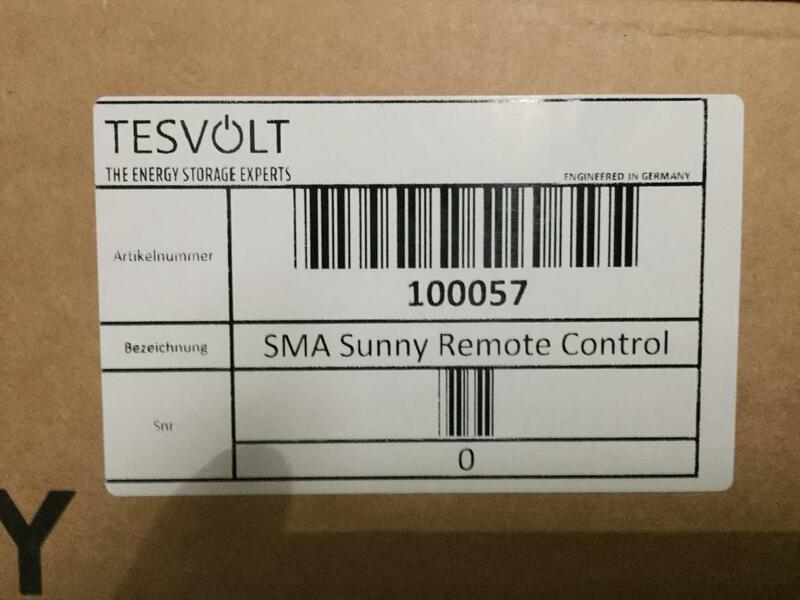 TESVOLT
THE ENERGY STORAGE EXPERTS
ENGINEERED IN GERMANY
Artikelnummer
100057
Bezeichnung
SMA Sunny Remote Control
Snr
0
Y